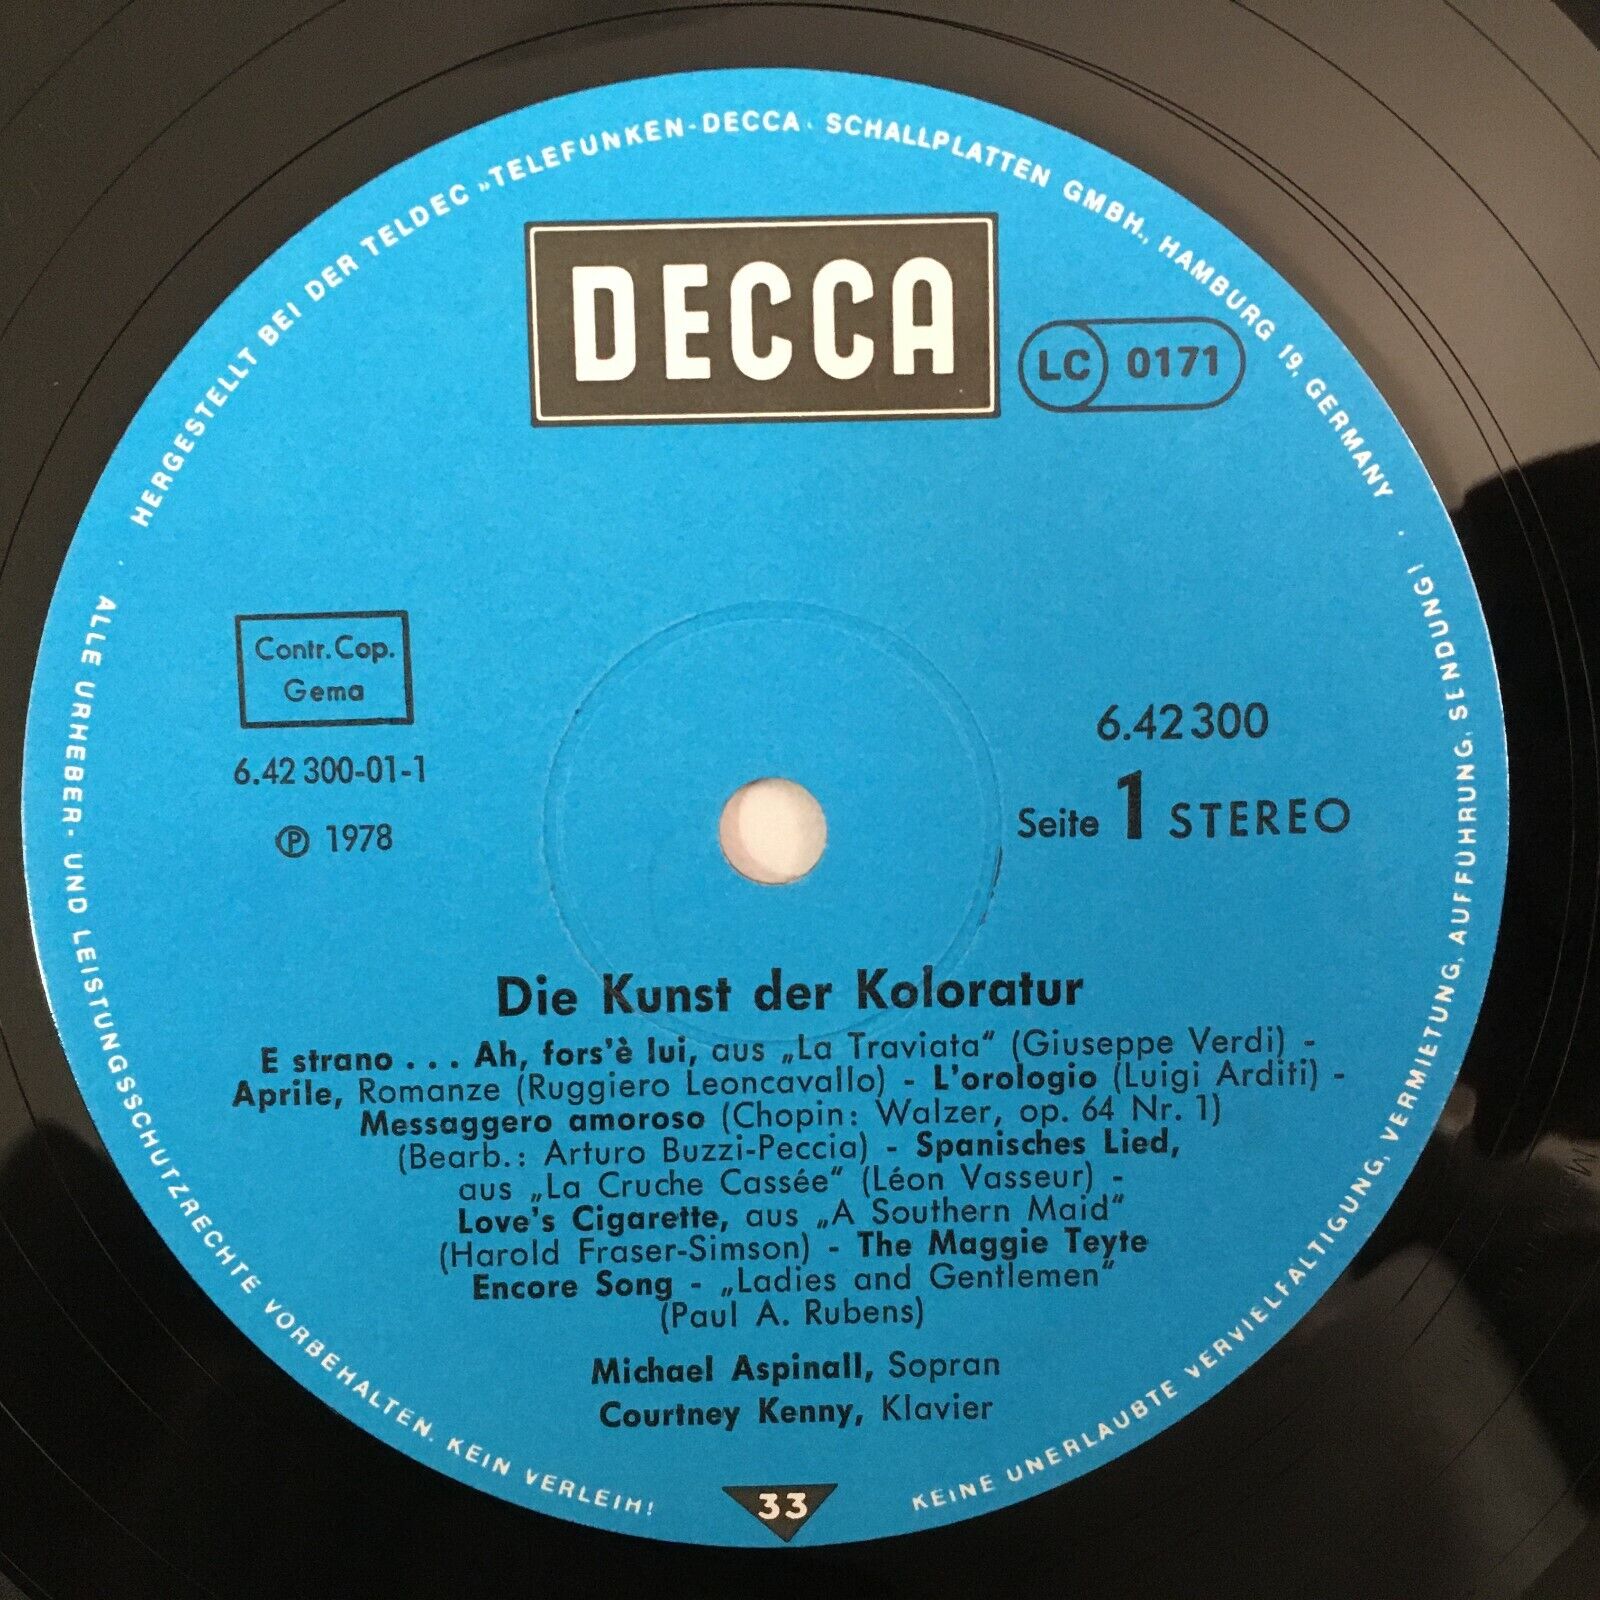 HERGESTELLT BEI DER TELDEC „TELEFUNKEN-DECCA‘ SCHALLPLATTEN GMBH., HAMBURG 19, GERMANY ·
DECCA
LC 0171
Contr.Cop.
Gema
6.42 300-01-1
℗ 1978
6.42300
Seite 1 STEREO
Die Kunst der Koloratur
E strano . . . Ah, fors'è lui, aus „La Traviata“ (Giuseppe Verdi) -
Aprile, Romanze (Ruggiero Leoncavallo) - L'orologio (Luigi Arditi) -
Messaggero amoroso (Chopin: Walzer, op. 64 Nr. 1)
(Bearb.: Arturo Buzzi-Peccia) - Spanisches Lied,
aus „La Cruche Cassée“ (Léon Vasseur) -
Love's Cigarette, aus „A Southern Maid“
(Harold Fraser-Simson) - The Maggie Teyte
Encore Song - „Ladies and Gentlemen“
(Paul A. Rubens)
Michael Aspinall, Sopran
Courtney Kenny, Klavier
33
· ALLE URHEBER- UND LEISTUNGSSCHUTZRECHTE VORBEHALTEN. KEIN VERLEIH!
KEINE UNERLAUBTE VERVIELFALTIGUNG, VERMIETUNG, AUFFÜHRUNG, SENDUNG!